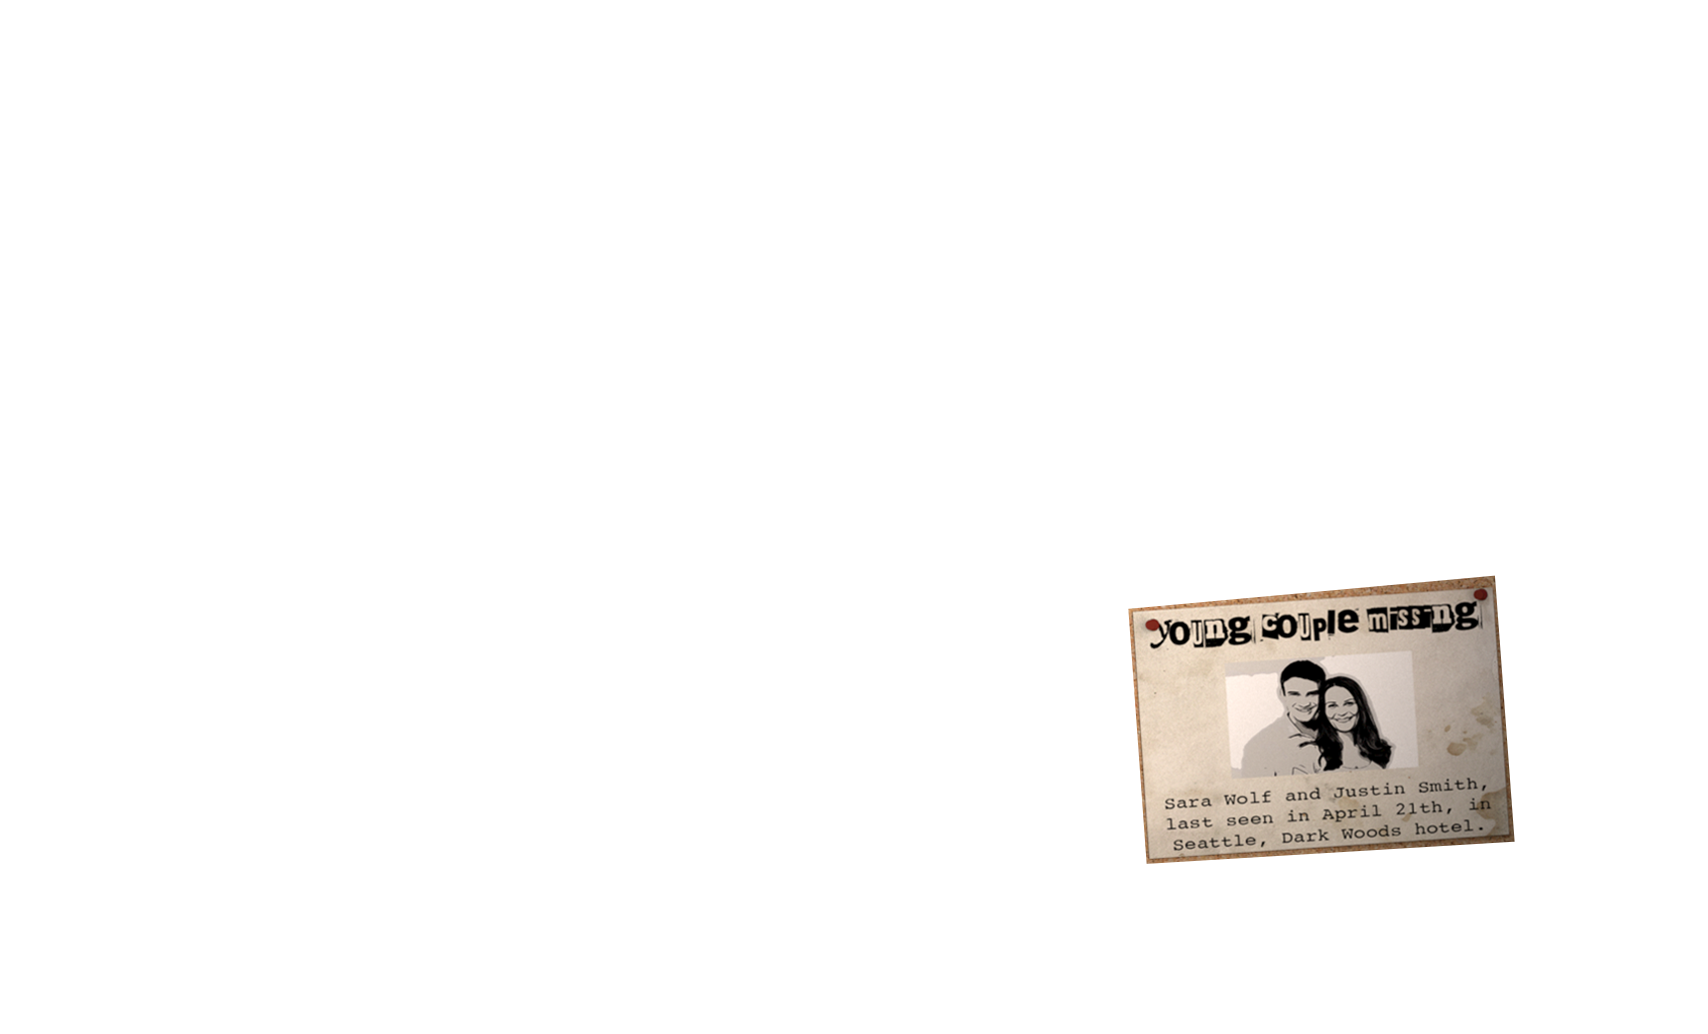 young couple missing
Sara Wolf and Justin Smith,
last seen in April 21th, in
Seattle, Dark Woods hotel.